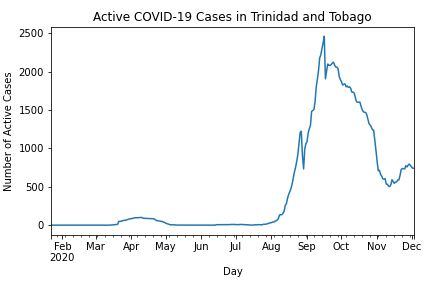 Active COVID-19 Cases in Trinidad and Tobago
2500
2000
1500
1000
500
0
Number of Active Cases
Feb Mar Apr May Jun Jul Aug Sep Oct Nov Dec
2020
Day